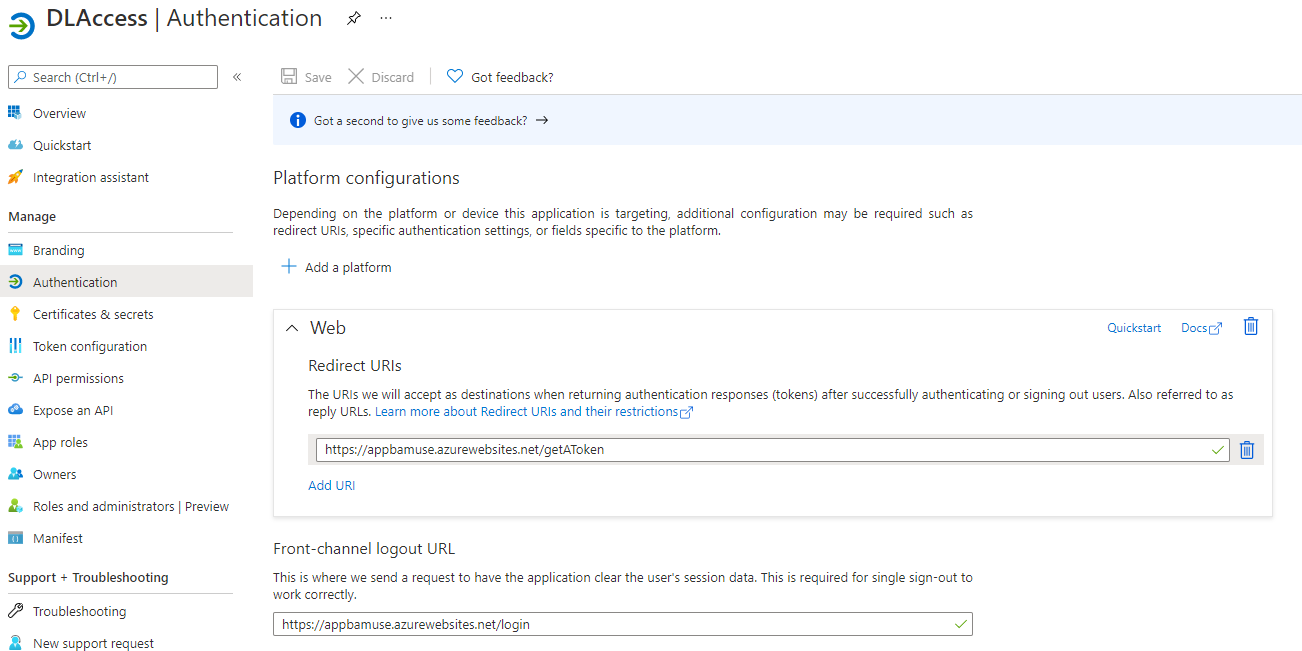 DLAccess | Authentication ...
Search (Ctrl+/) «
Overview
Quickstart
Integration assistant
Manage
Branding
Authentication
Certificates & secrets
Token configuration
API permissions
Expose an API
App roles
Owners
Roles and administrators | Preview
Manifest
Support + Troubleshooting
Troubleshooting
New support request
Save Discard Got feedback?
Got a second to give us some feedback? →
Platform configurations
Depending on the platform or device this application is targeting, additional configuration may be required such as
redirect URIs, specific authentication settings, or fields specific to the platform.
Add a platform
Web Quickstart Docs
Redirect URIs
The URIs we will accept as destinations when returning authentication responses (tokens) after successfully authenticating or signing out users. Also referred to as
reply URLs. Learn more about Redirect URIs and their restrictions
https://appbamuse.azurewebsites.net/getAToken
Add URI
Front-channel logout URL
This is where we send a request to have the application clear the user's session data. This is required for single sign-out to
work correctly.
https://appbamuse.azurewebsites.net/login